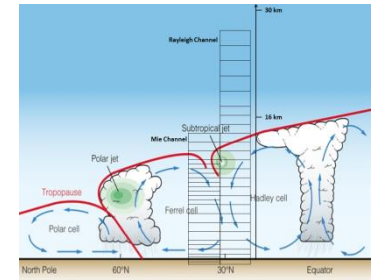 30 km
Rayleigh Channel
16 km
Subtropical jet
Mie Channel
Polar jet
Tropopause
Ferrel cell
Hadley cell
Polar cell
North Pole
60°N
30°N
Equator